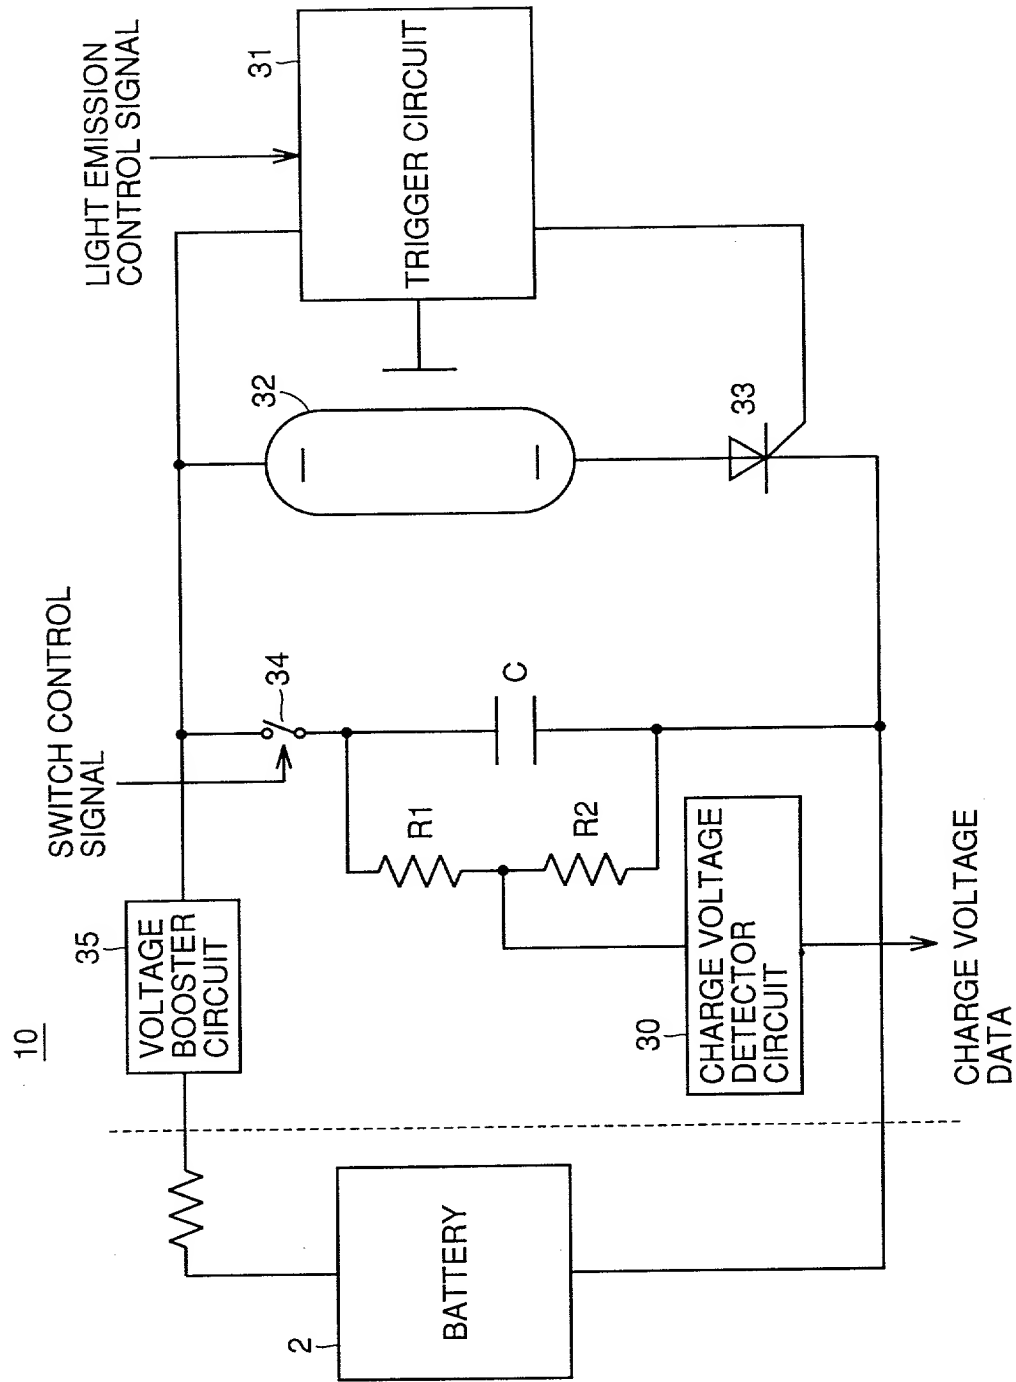 10
35
VOLTAGE
BOOSTER
CIRCUIT
SWITCH CONTROL
SIGNAL
34
LIGHT EMISSION
CONTROL SIGNAL
31
TRIGGER CIRCUIT
32
33
C
R1
R2
30
CHARGE VOLTAGE
DETECTOR
CIRCUIT
2
BATTERY
CHARGE VOLTAGE
DATA